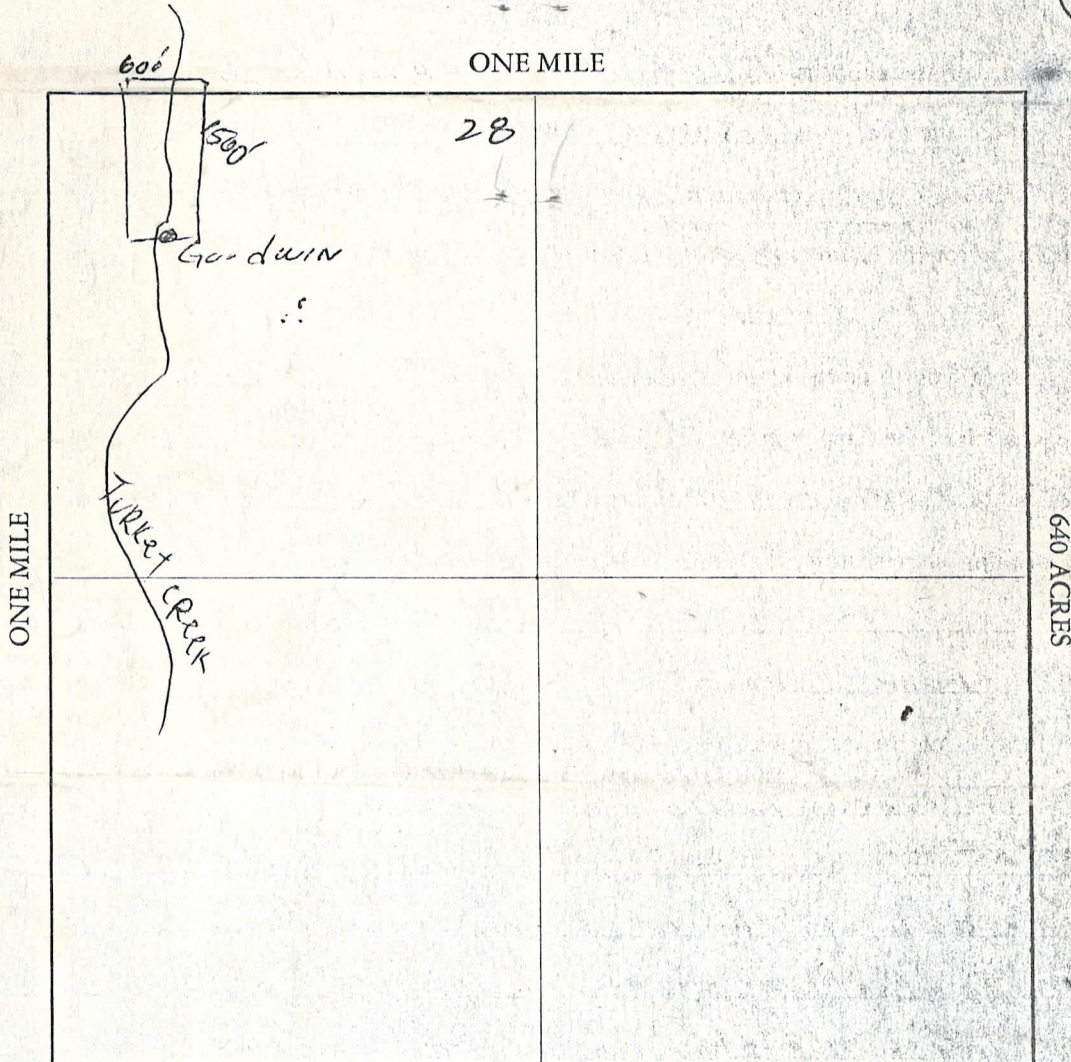 ONE MILE
600'
28
1500'
Goodwin
TURKEY CREEK
ONE MILE
640 ACRES